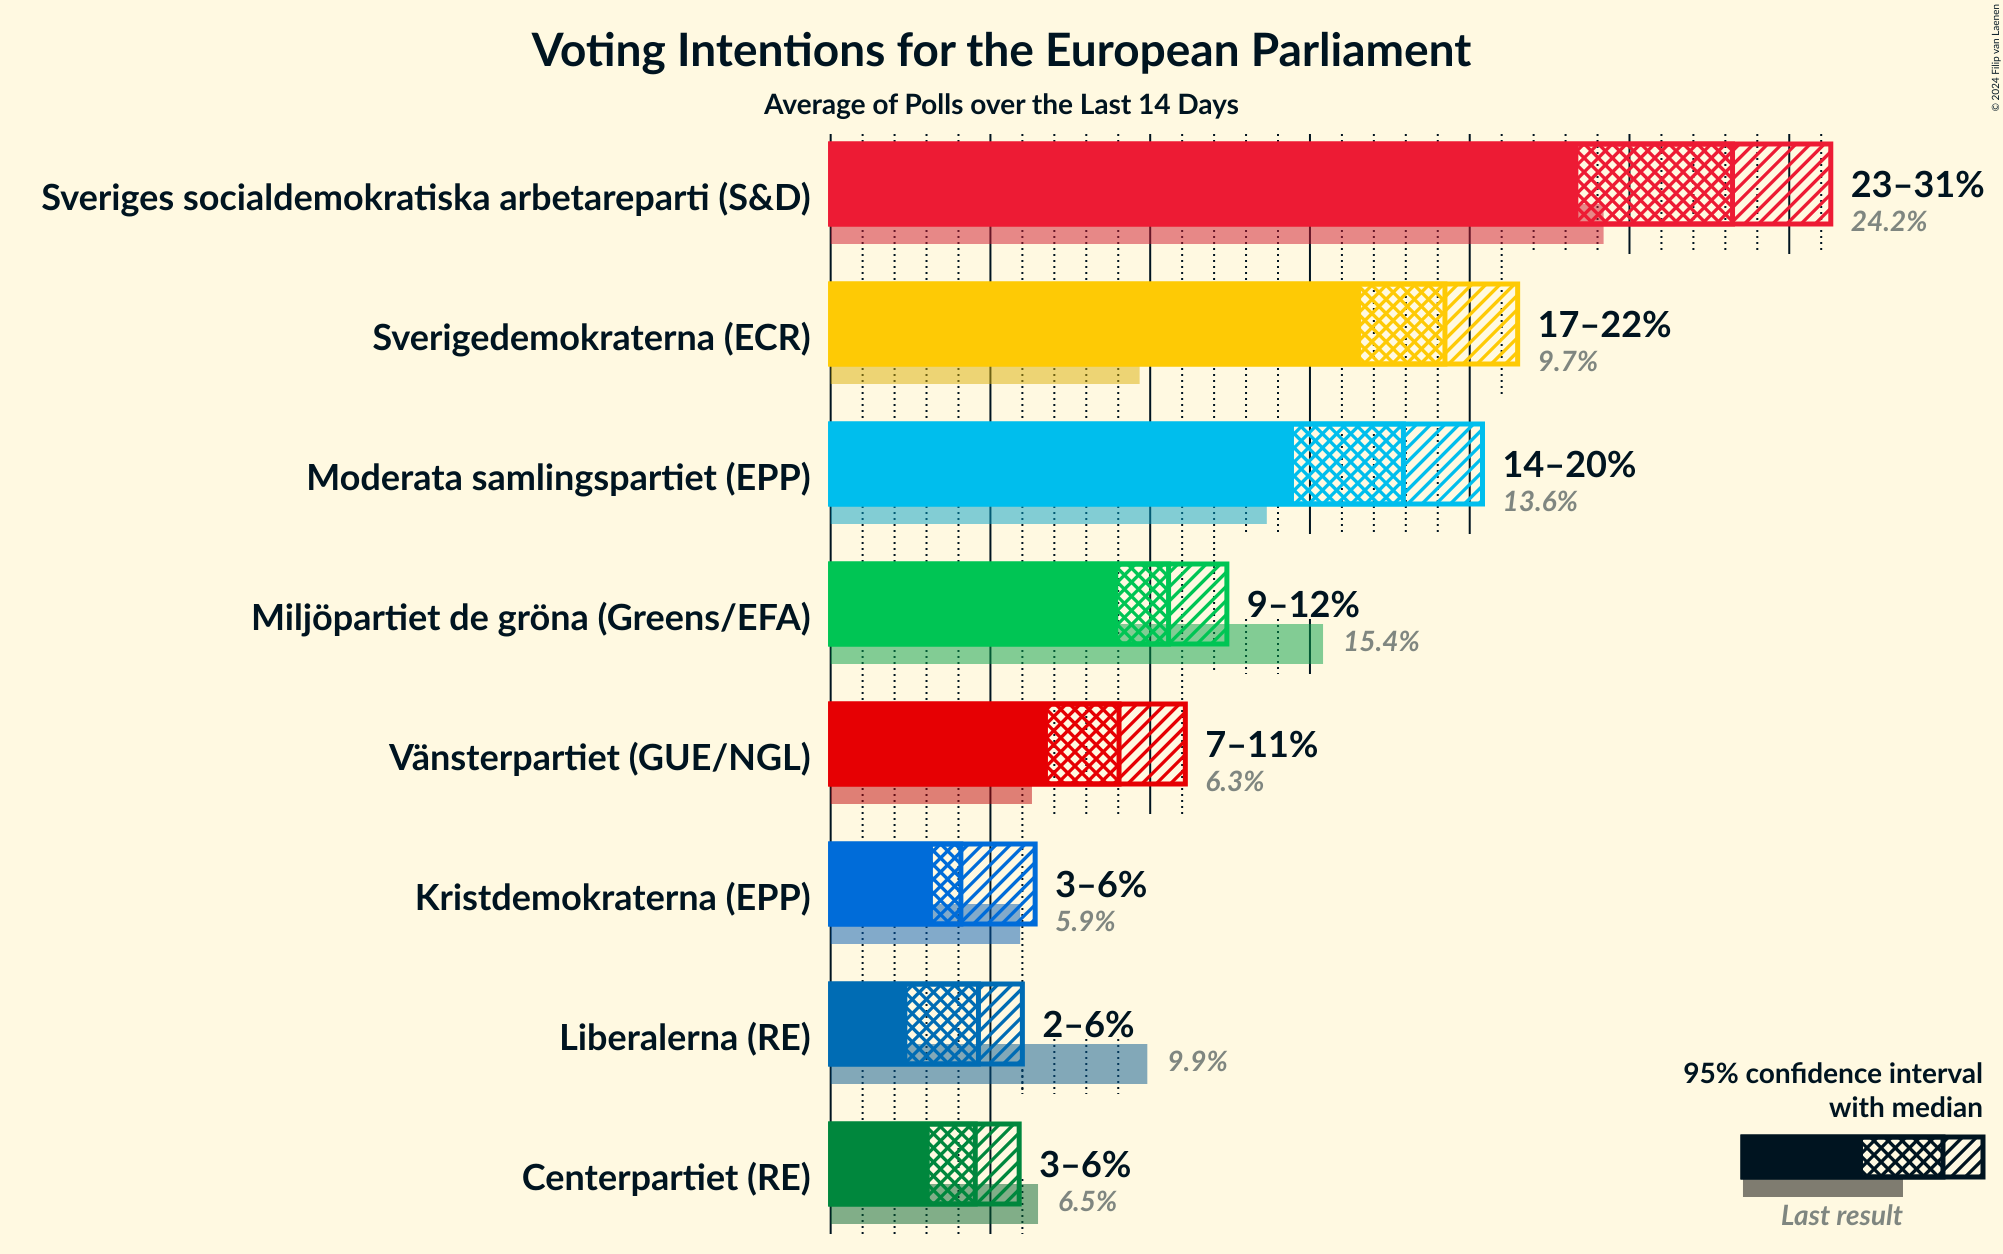 Voting Intentions for the European Parliament
Average of Polls over the Last 14 Days
© 2024 Filip van Laenen
Sveriges socialdemokratiska arbetareparti (S&D)
23–31%
24.2%
Sverigedemokraterna (ECR)
17–22%
9.7%
Moderata samlingspartiet (EPP)
14–20%
13.6%
Miljöpartiet de gröna (Greens/EFA)
9–12%
15.4%
Vänsterpartiet (GUE/NGL)
7–11%
6.3%
Kristdemokraterna (EPP)
3–6%
5.9%
Liberalerna (RE)
2–6%
9.9%
Centerpartiet (RE)
3–6%
6.5%
95% confidence interval
with median
Last result